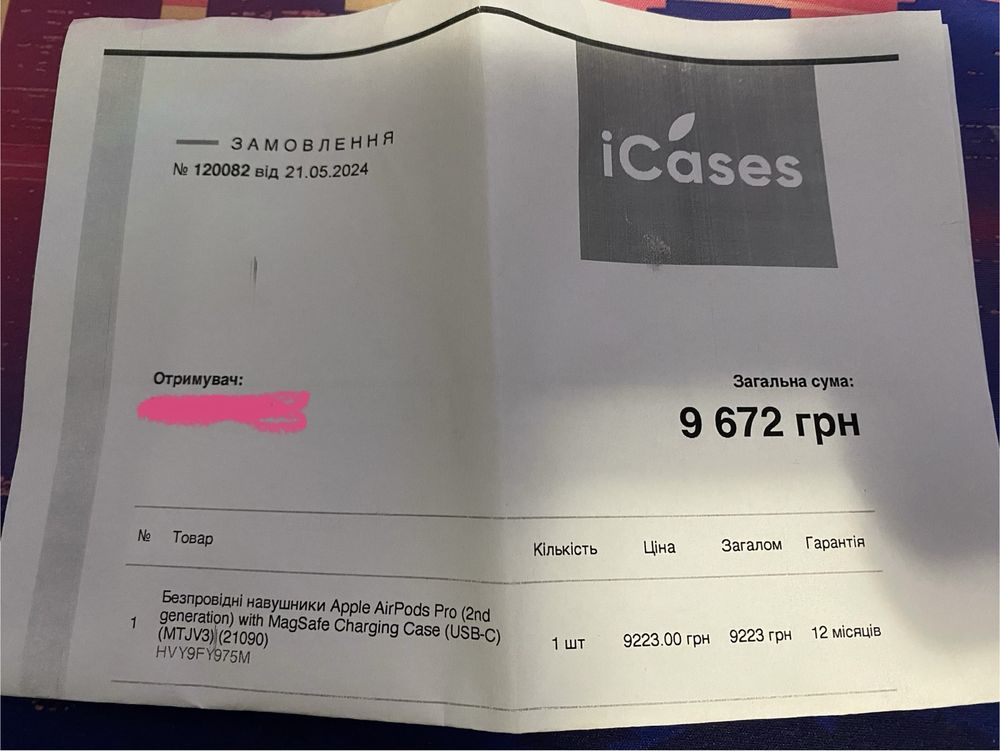 ЗАМОВЛЕННЯ
№ 120082 від 21.05.2024
iCases
Отримувач:
Загальна сума:
9 672 грн
№ Товар Кількість Ціна Загалом Гарантія
1 Безпровідні навушники Apple AirPods Pro (2nd
generation) with MagSafe Charging Case (USB-C)
(MTJV3) (21090)
HVY9FY975M
1 шт 9223.00 грн 9223 грн 12 місяців